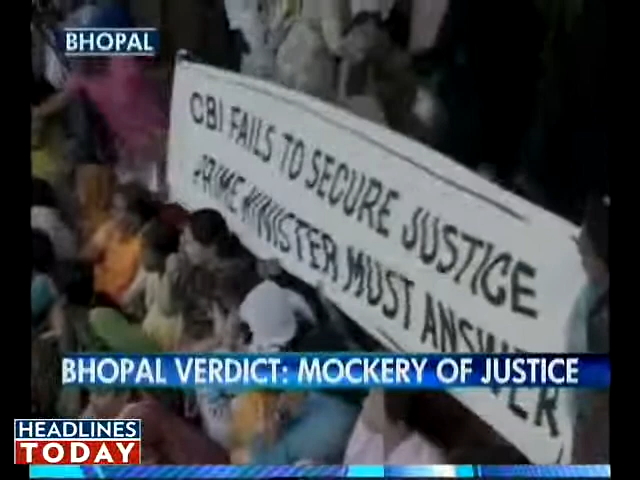 BHOPAL
CBI FAILS TO SECURE JUSTICE
PRIME MINISTER MUST ANSWER
BHOPAL VERDICT: MOCKERY OF JUSTICE
HEADLINES
TODAY